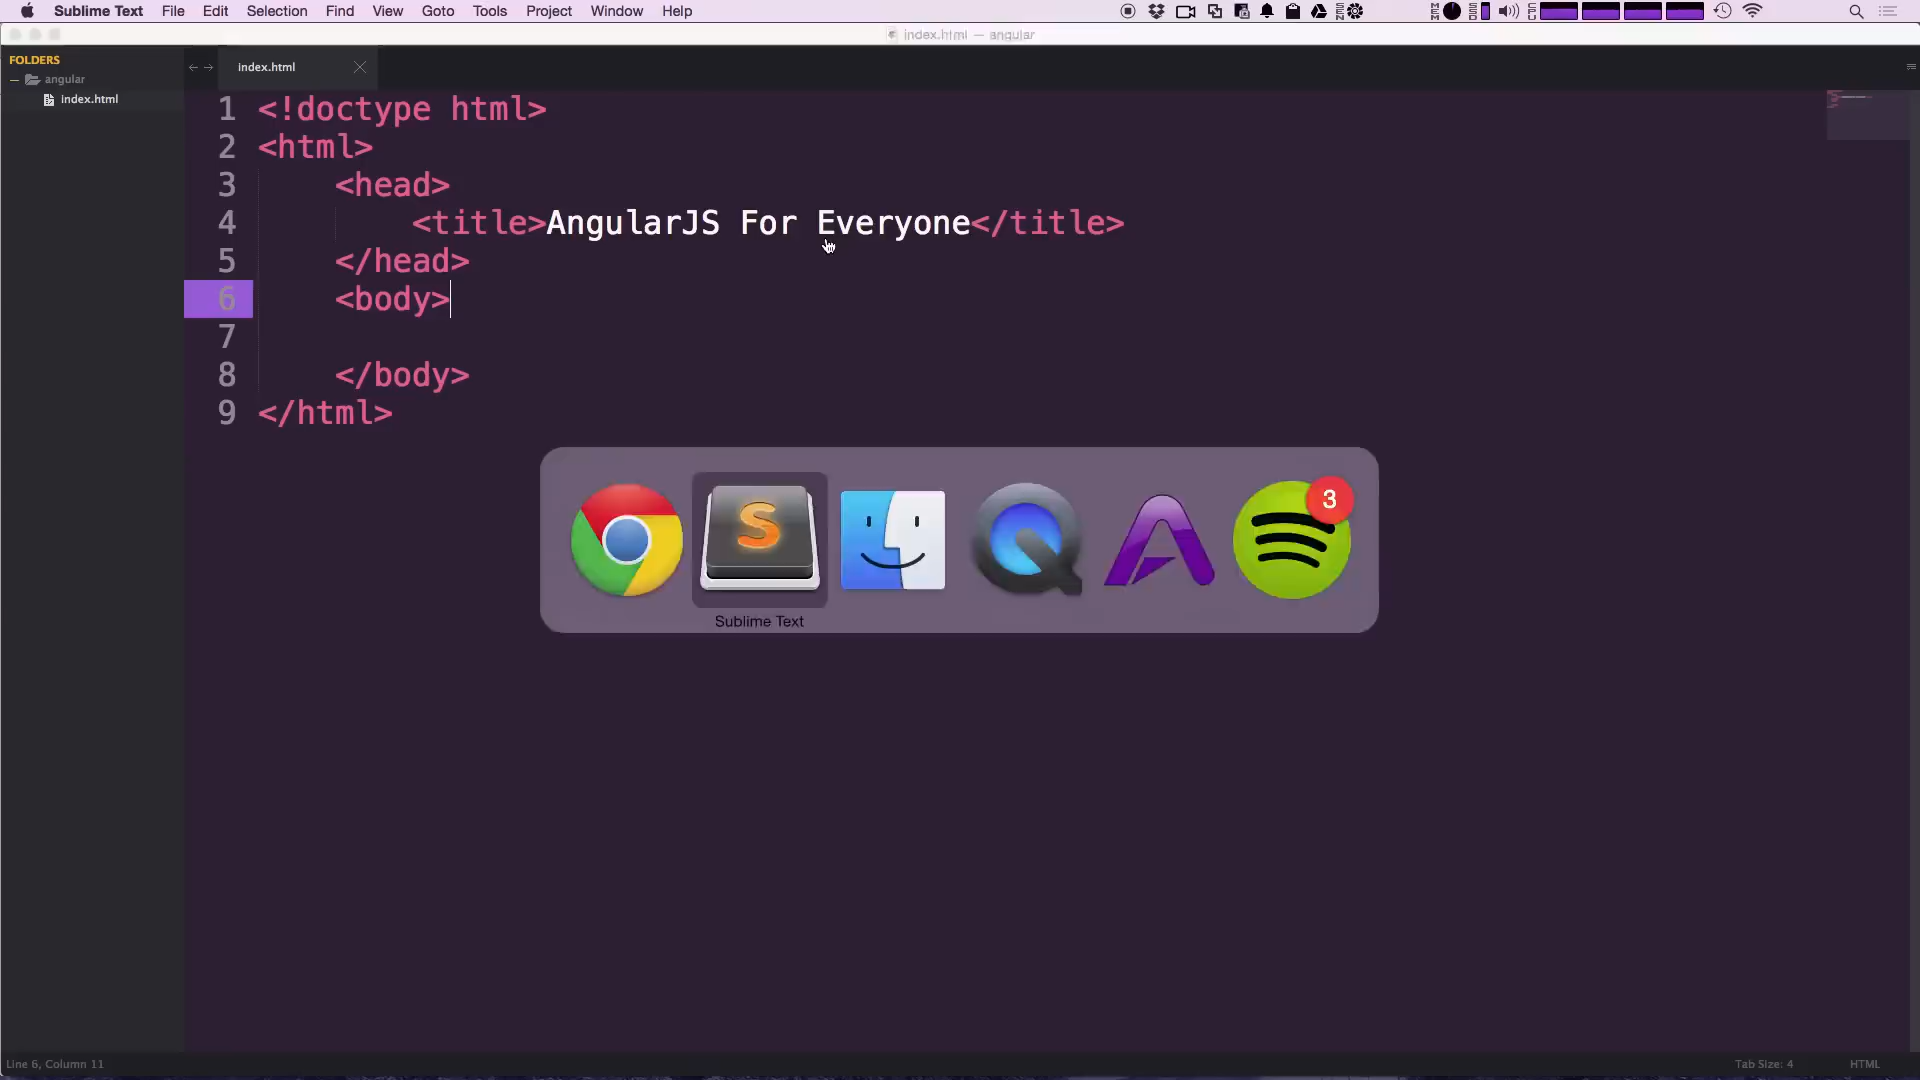 Sublime Text File Edit Selection Find View Goto Tools Project Window Help
index.html — angular
FOLDERS
angular
index.html
index.html
1 <!doctype html>
2 <html>
3 <head>
4 <title>AngularJS For Everyone</title>
5 </head>
6 <body>
7
8 </body>
9 </html>
3
Sublime Text
Line 6, Column 11
Tab Size: 4
HTML